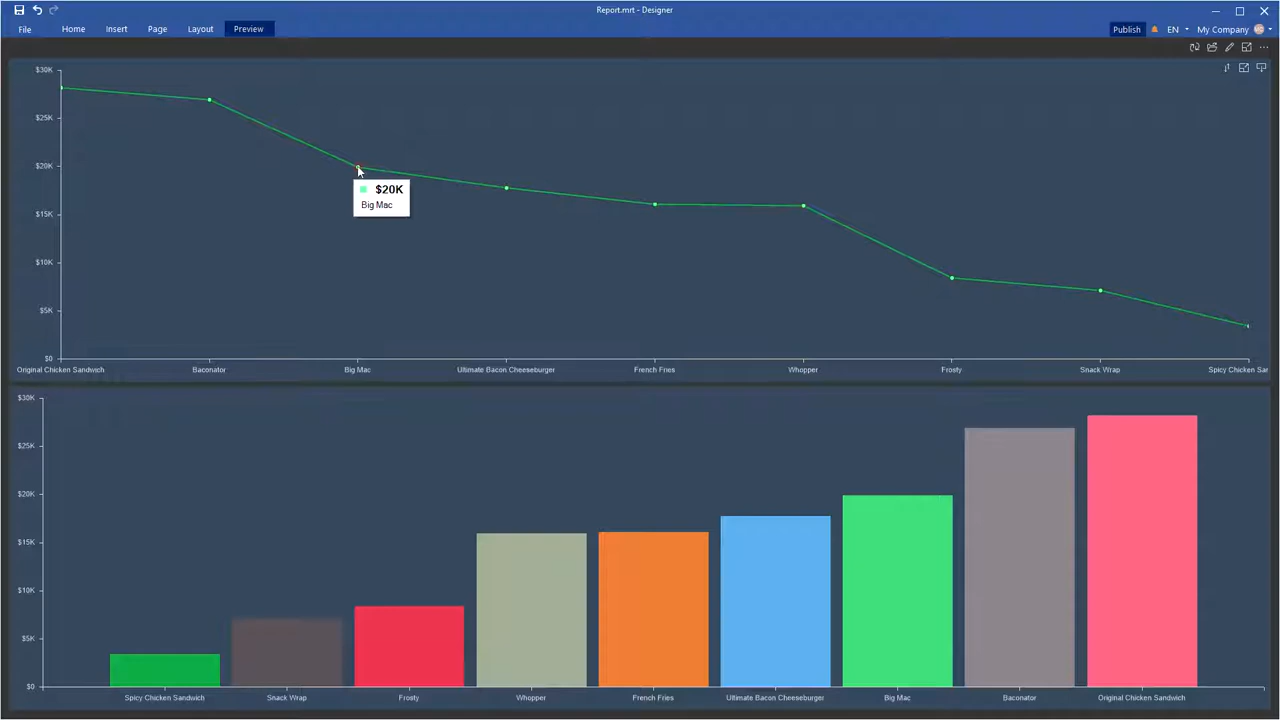 Report.mrt - Designer
File Home Insert Page Layout Preview
Publish EN My Company
$30K
$25K
$20K
$15K
$10K
$5K
$0
$20K
Big Mac
Original Chicken Sandwich Baconator Big Mac Ultimate Bacon Cheeseburger French Fries Whopper Frosty Snack Wrap Spicy Chicken Sar
$30K
$25K
$20K
$15K
$10K
$5K
$0
Spicy Chicken Sandwich Snack Wrap Frosty Whopper French Fries Ultimate Bacon Cheeseburger Big Mac Baconator Original Chicken Sandwich